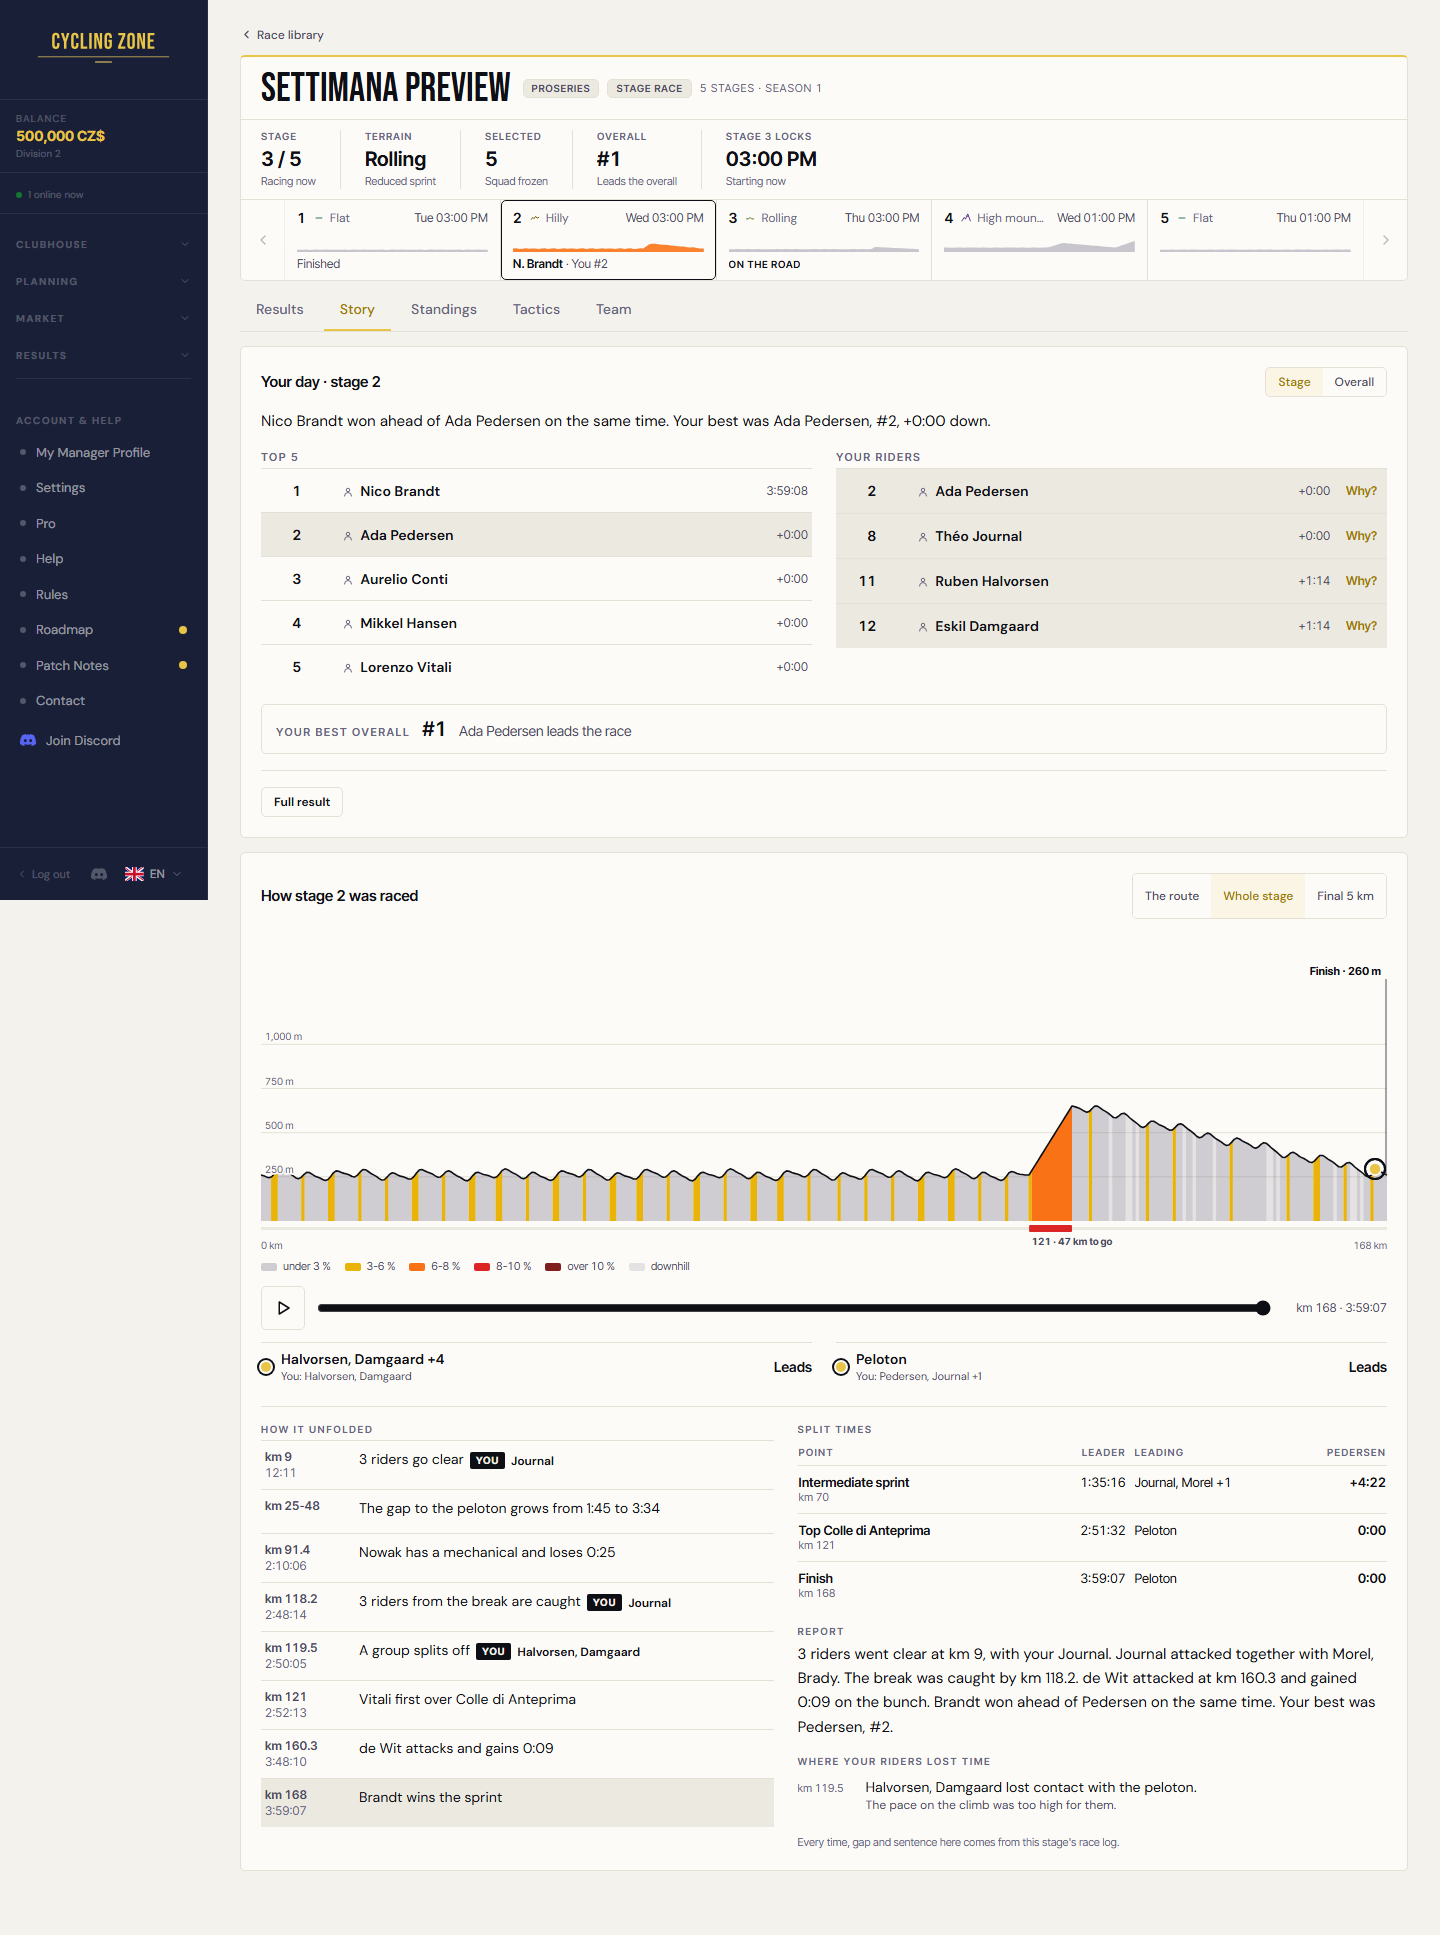 CYCLING ZONE
BALANCE
500,000 CZ$
Division 2
1 online now
CLUBHOUSE
PLANNING
MARKET
RESULTS
ACCOUNT & HELP
My Manager Profile
Settings
Pro
Help
Rules
Roadmap
Patch Notes
Contact
Join Discord
Log out
EN
Race library
SETTIMANA PREVIEW PROSERIES STAGE RACE 5 STAGES · SEASON 1
STAGE
3 / 5
Racing now
TERRAIN
Rolling
Reduced sprint
SELECTED
5
Squad frozen
OVERALL
#1
Leads the overall
STAGE 3 LOCKS
03:00 PM
Starting now
1 Flat Tue 03:00 PM
Finished
2 Hilly Wed 03:00 PM
N. Brandt · You #2
3 Rolling Thu 03:00 PM
ON THE ROAD
4 High moun... Wed 01:00 PM
5 Flat Thu 01:00 PM
Results Story Standings Tactics Team
Your day · stage 2
Stage Overall
Nico Brandt won ahead of Ada Pedersen on the same time. Your best was Ada Pedersen, #2, +0:00 down.
TOP 5
1 Nico Brandt 3:59:08
2 Ada Pedersen +0:00
3 Aurelio Conti +0:00
4 Mikkel Hansen +0:00
5 Lorenzo Vitali +0:00
YOUR RIDERS
2 Ada Pedersen +0:00 Why?
8 Théo Journal +0:00 Why?
11 Ruben Halvorsen +1:14 Why?
12 Eskil Damgaard +1:14 Why?
YOUR BEST OVERALL #1 Ada Pedersen leads the race
Full result
How stage 2 was raced
The route Whole stage Final 5 km
Finish · 260 m
1,000 m
750 m
500 m
250 m
121 · 47 km to go
0 km 168 km
under 3 % 3-6 % 6-8 % 8-10 % over 10 % downhill
km 168 · 3:59:07
Halvorsen, Damgaard +4 Leads
You: Halvorsen, Damgaard
Peloton Leads
You: Pedersen, Journal +1
HOW IT UNFOLDED
km 9 3 riders go clear YOU Journal
12:11
km 25-48 The gap to the peloton grows from 1:45 to 3:34
km 91.4 Nowak has a mechanical and loses 0:25
2:10:06
km 118.2 3 riders from the break are caught YOU Journal
2:48:14
km 119.5 A group splits off YOU Halvorsen, Damgaard
2:50:05
km 121 Vitali first over Colle di Anteprima
2:52:13
km 160.3 de Wit attacks and gains 0:09
3:48:10
km 168 Brandt wins the sprint
3:59:07
SPLIT TIMES
POINT LEADER LEADING PEDERSEN
Intermediate sprint 1:35:16 Journal, Morel +1 +4:22
km 70
Top Colle di Anteprima 2:51:32 Peloton 0:00
km 121
Finish 3:59:07 Peloton 0:00
km 168
REPORT
3 riders went clear at km 9, with your Journal. Journal attacked together with Morel,
Brady. The break was caught by km 118.2. de Wit attacked at km 160.3 and gained
0:09 on the bunch. Brandt won ahead of Pedersen on the same time. Your best was
Pedersen, #2.
WHERE YOUR RIDERS LOST TIME
km 119.5 Halvorsen, Damgaard lost contact with the peloton.
The pace on the climb was too high for them.
Every time, gap and sentence here comes from this stage's race log.